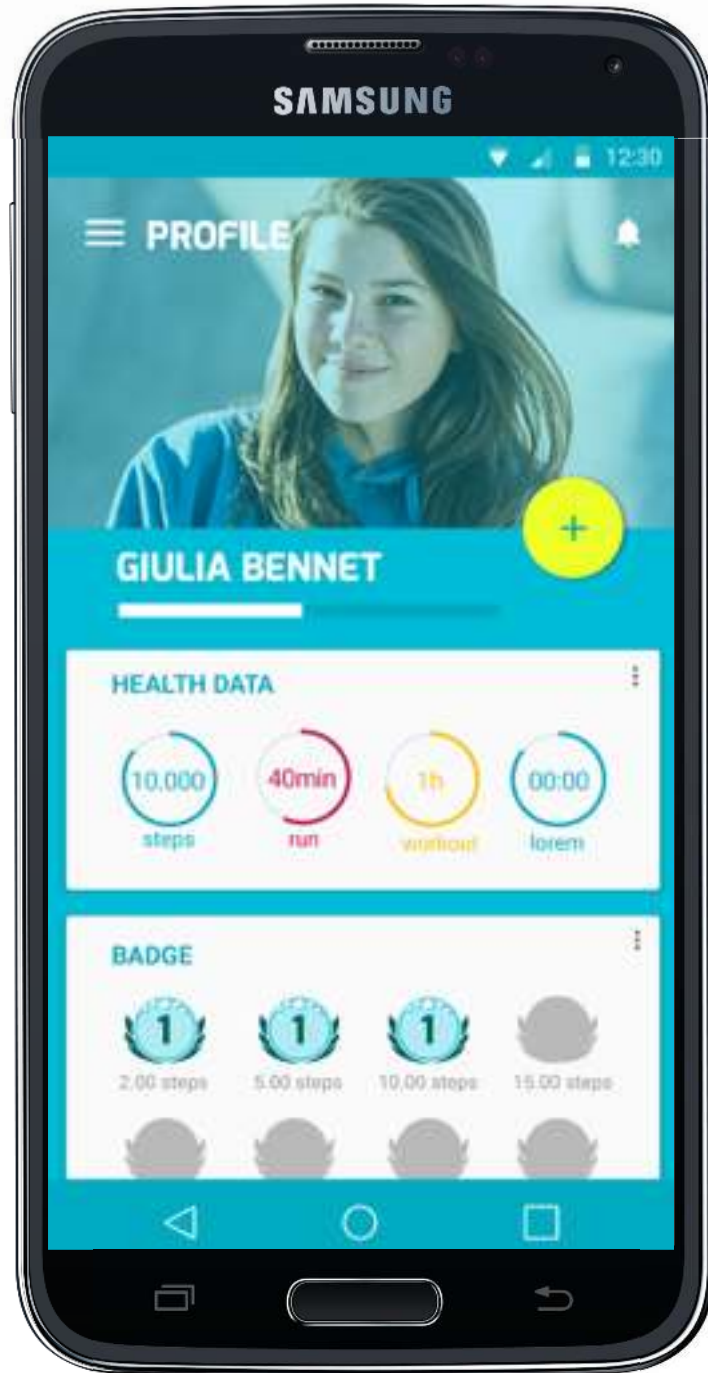 SAMSUNG
12:30
PROFILE
GIULIA BENNET
HEALTH DATA
10.000 40min 1h 00:00
steps run workout lorem
BADGE
1 1 1
2.00 steps 5.00 steps 10.00 steps 15.00 steps